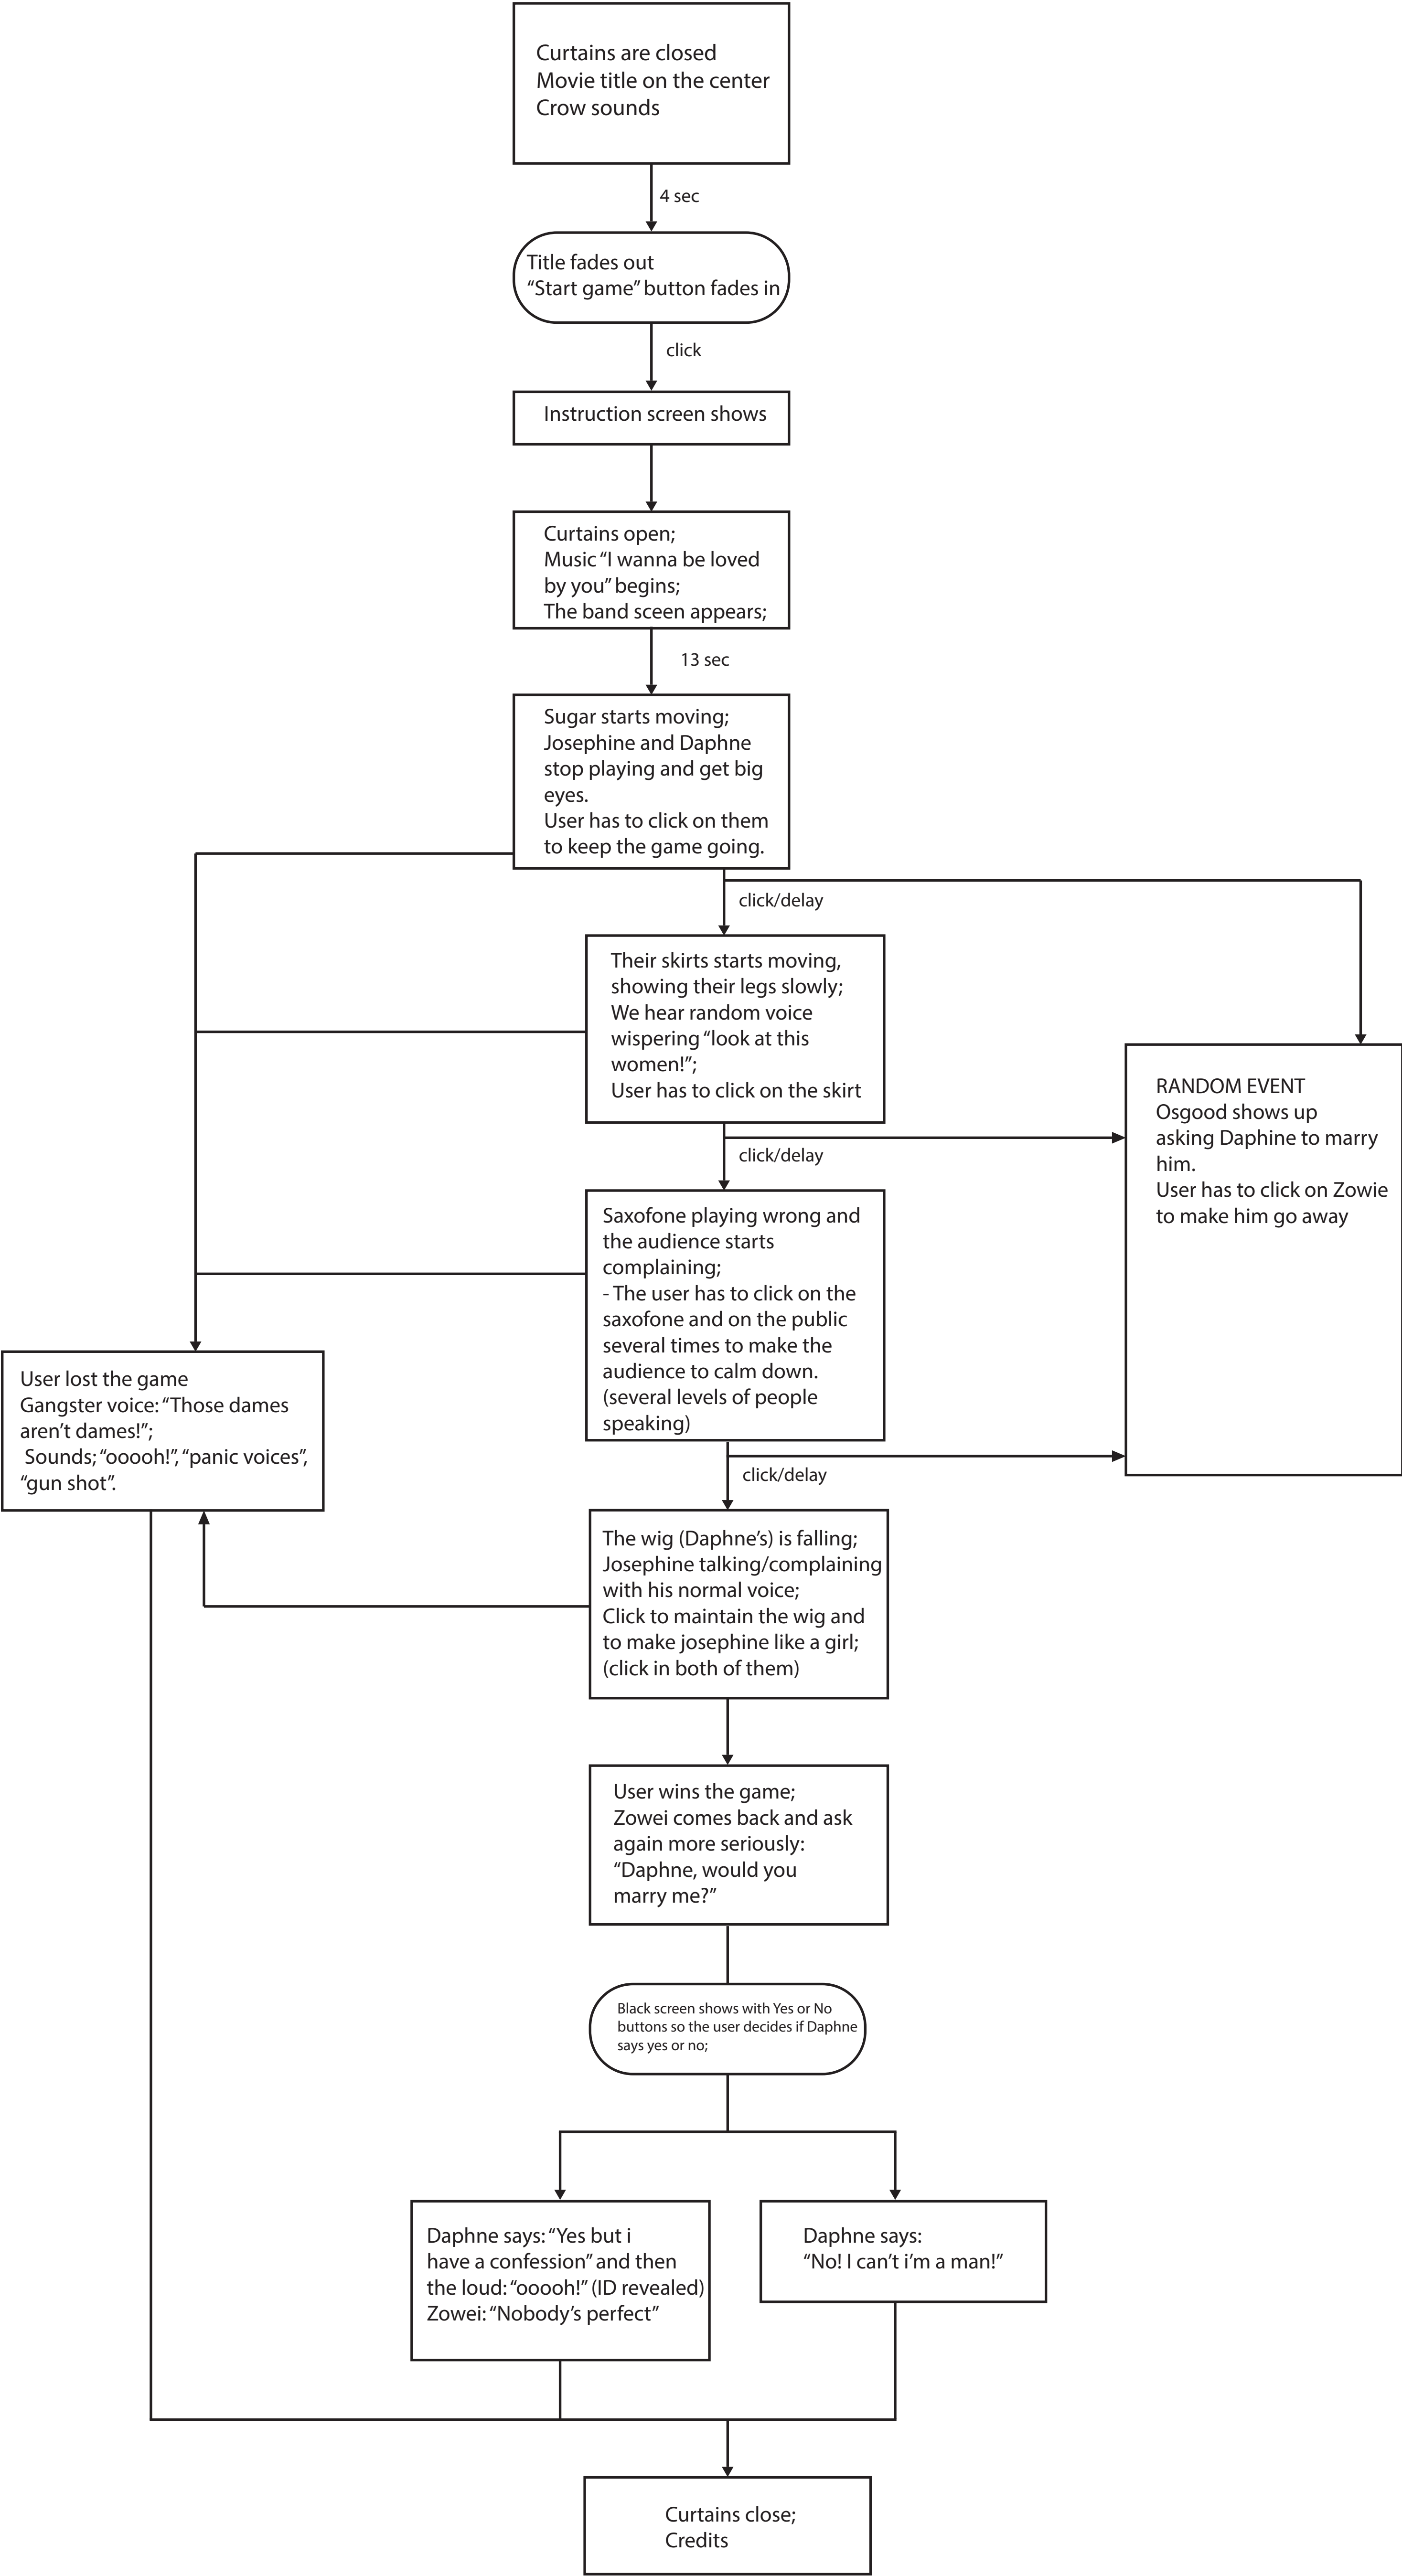 Curtains are closed
Movie title on the center
Crow sounds
4 sec
Title fades out
“Start game” button fades in
click
Instruction screen shows
Curtains open;
Music “I wanna be loved
by you” begins;
The band sceen appears;
13 sec
Sugar starts moving;
Josephine and Daphne
stop playing and get big
eyes.
User has to click on them
to keep the game going.
click/delay
Their skirts starts moving,
showing their legs slowly;
We hear random voice
wispering “look at this
women!”;
User has to click on the skirt
RANDOM EVENT
Osgood shows up
asking Daphine to marry
him.
User has to click on Zowie
to make him go away
click/delay
Saxofone playing wrong and
the audience starts
complaining;
- The user has to click on the
saxofone and on the public
several times to make the
audience to calm down.
(several levels of people
speaking)
User lost the game
Gangster voice: “Those dames
aren’t dames!”;
Sounds; “ooooh!”, “panic voices”,
“gun shot”.
click/delay
The wig (Daphne’s) is falling;
Josephine talking/complaining
with his normal voice;
Click to maintain the wig and
to make josephine like a girl;
(click in both of them)
User wins the game;
Zowei comes back and ask
again more seriously:
“Daphne, would you
marry me?”
Black screen shows with Yes or No
buttons so the user decides if Daphne
says yes or no;
Daphne says: “Yes but i
have a confession” and then
the loud: “ooooh!” (ID revealed)
Zowei: “Nobody’s perfect”
Daphne says:
“No! I can’t i’m a man!”
Curtains close;
Credits